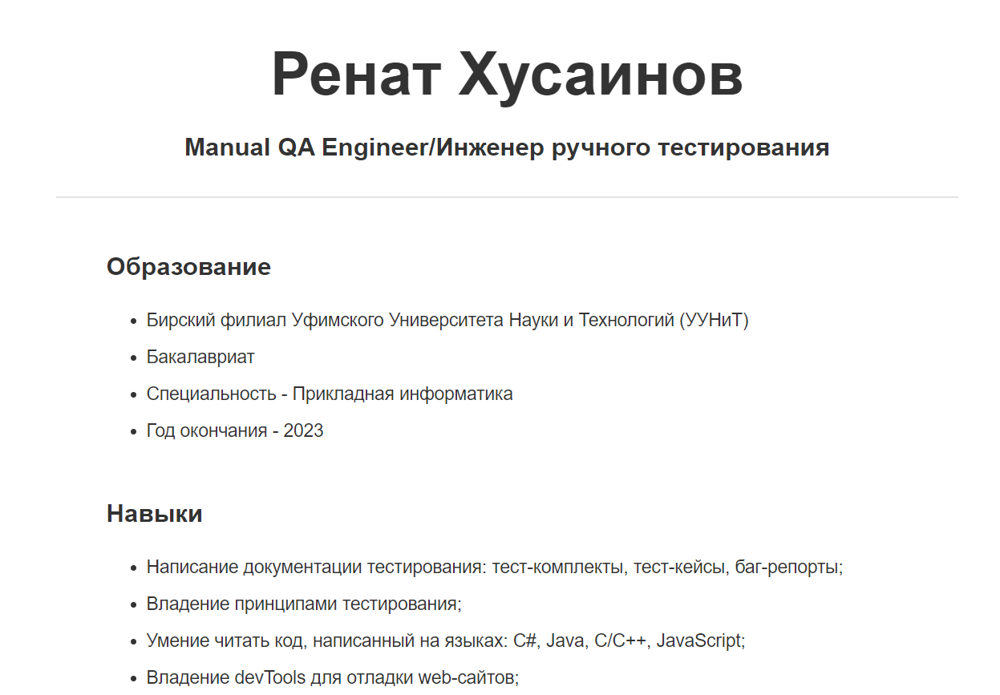 Ренат Хусаинов
Manual QA Engineer/Инженер ручного тестирования
Образование
• Бирский филиал Уфимского Университета Науки и Технологий (УУНиТ)
• Бакалавриат
• Специальность - Прикладная информатика
• Год окончания - 2023
Навыки
• Написание документации тестирования: тест-комплекты, тест-кейсы, баг-репорты;
• Владение принципами тестирования;
• Умение читать код, написанный на языках: C#, Java, C/C++, JavaScript;
• Владение devTools для отладки web-сайтов;